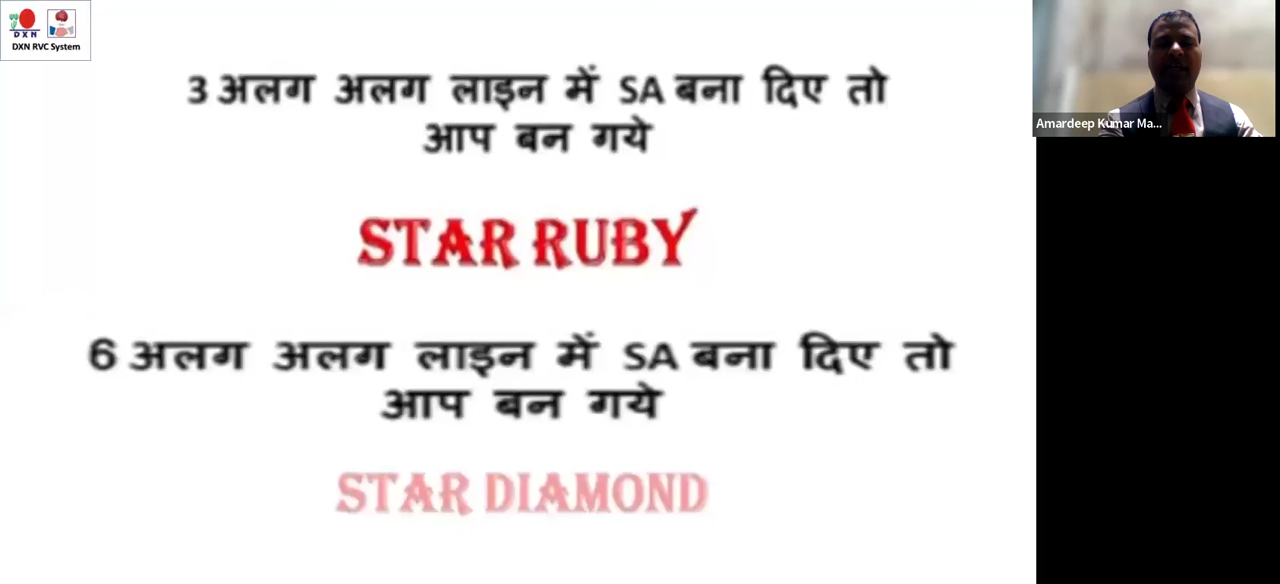 DXN
DXN RVC System
3 अलग अलग लाइन में SA बना दिए तो
आप बन गये
STAR RUBY
6 अलग अलग लाइन में SA बना दिए तो
आप बन गये
STAR DIAMOND
Amardeep Kumar Ma...